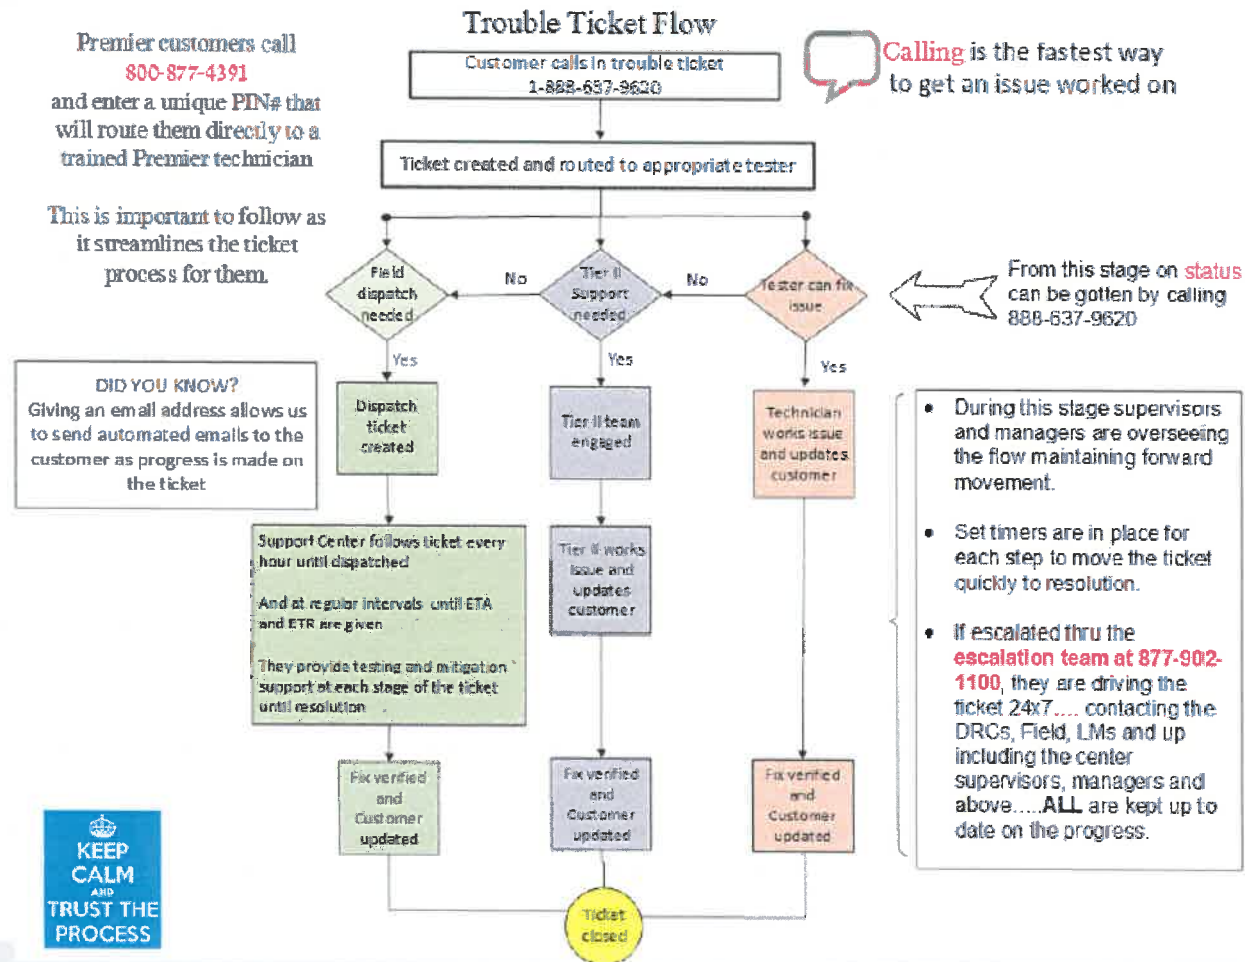 Trouble Ticket Flow
Premier customers call
800-877-4391
and enter a unique PIN# that
will route them directly to a
trained Premier technician
This is important to follow as
it streamlines the ticket
process for them.
Customer calls in trouble ticket
1-888-637-9620
Calling is the fastest way
to get an issue worked on
Ticket created and routed to appropriate tester
Field
dispatch
needed
No
Tier II
Support
needed
No
Tester can fix
issue
From this stage on status
can be gotten by calling
888-637-9620
Yes
Yes
Yes
DID YOU KNOW?
Giving an email address allows us
to send automated emails to the
customer as progress is made on
the ticket
Dispatch
ticket
created
Tier II team
engaged
Technician
works issue
and updates
customer
Support Center follows ticket every
hour until dispatched
And at regular intervals until ETA
and ETR are given
They provide testing and mitigation
support at each stage of the ticket
until resolution
Tier II works
issue and
updates
customer
• During this stage supervisors
and managers are overseeing
the flow maintaining forward
movement.
• Set timers are in place for
each step to move the ticket
quickly to resolution.
• If escalated thru the
escalation team at 877-902-
1100, they are driving the
ticket 24x7.... contacting the
DRCs, Field, LMs and up
including the center
supervisors, managers and
above.....ALL are kept up to
date on the progress.
Fix verified
and
Customer
updated
Fix verified
and
Customer
updated
Fix verified
and
Customer
updated
KEEP
CALM
AND
TRUST THE
PROCESS
Ticket
closed